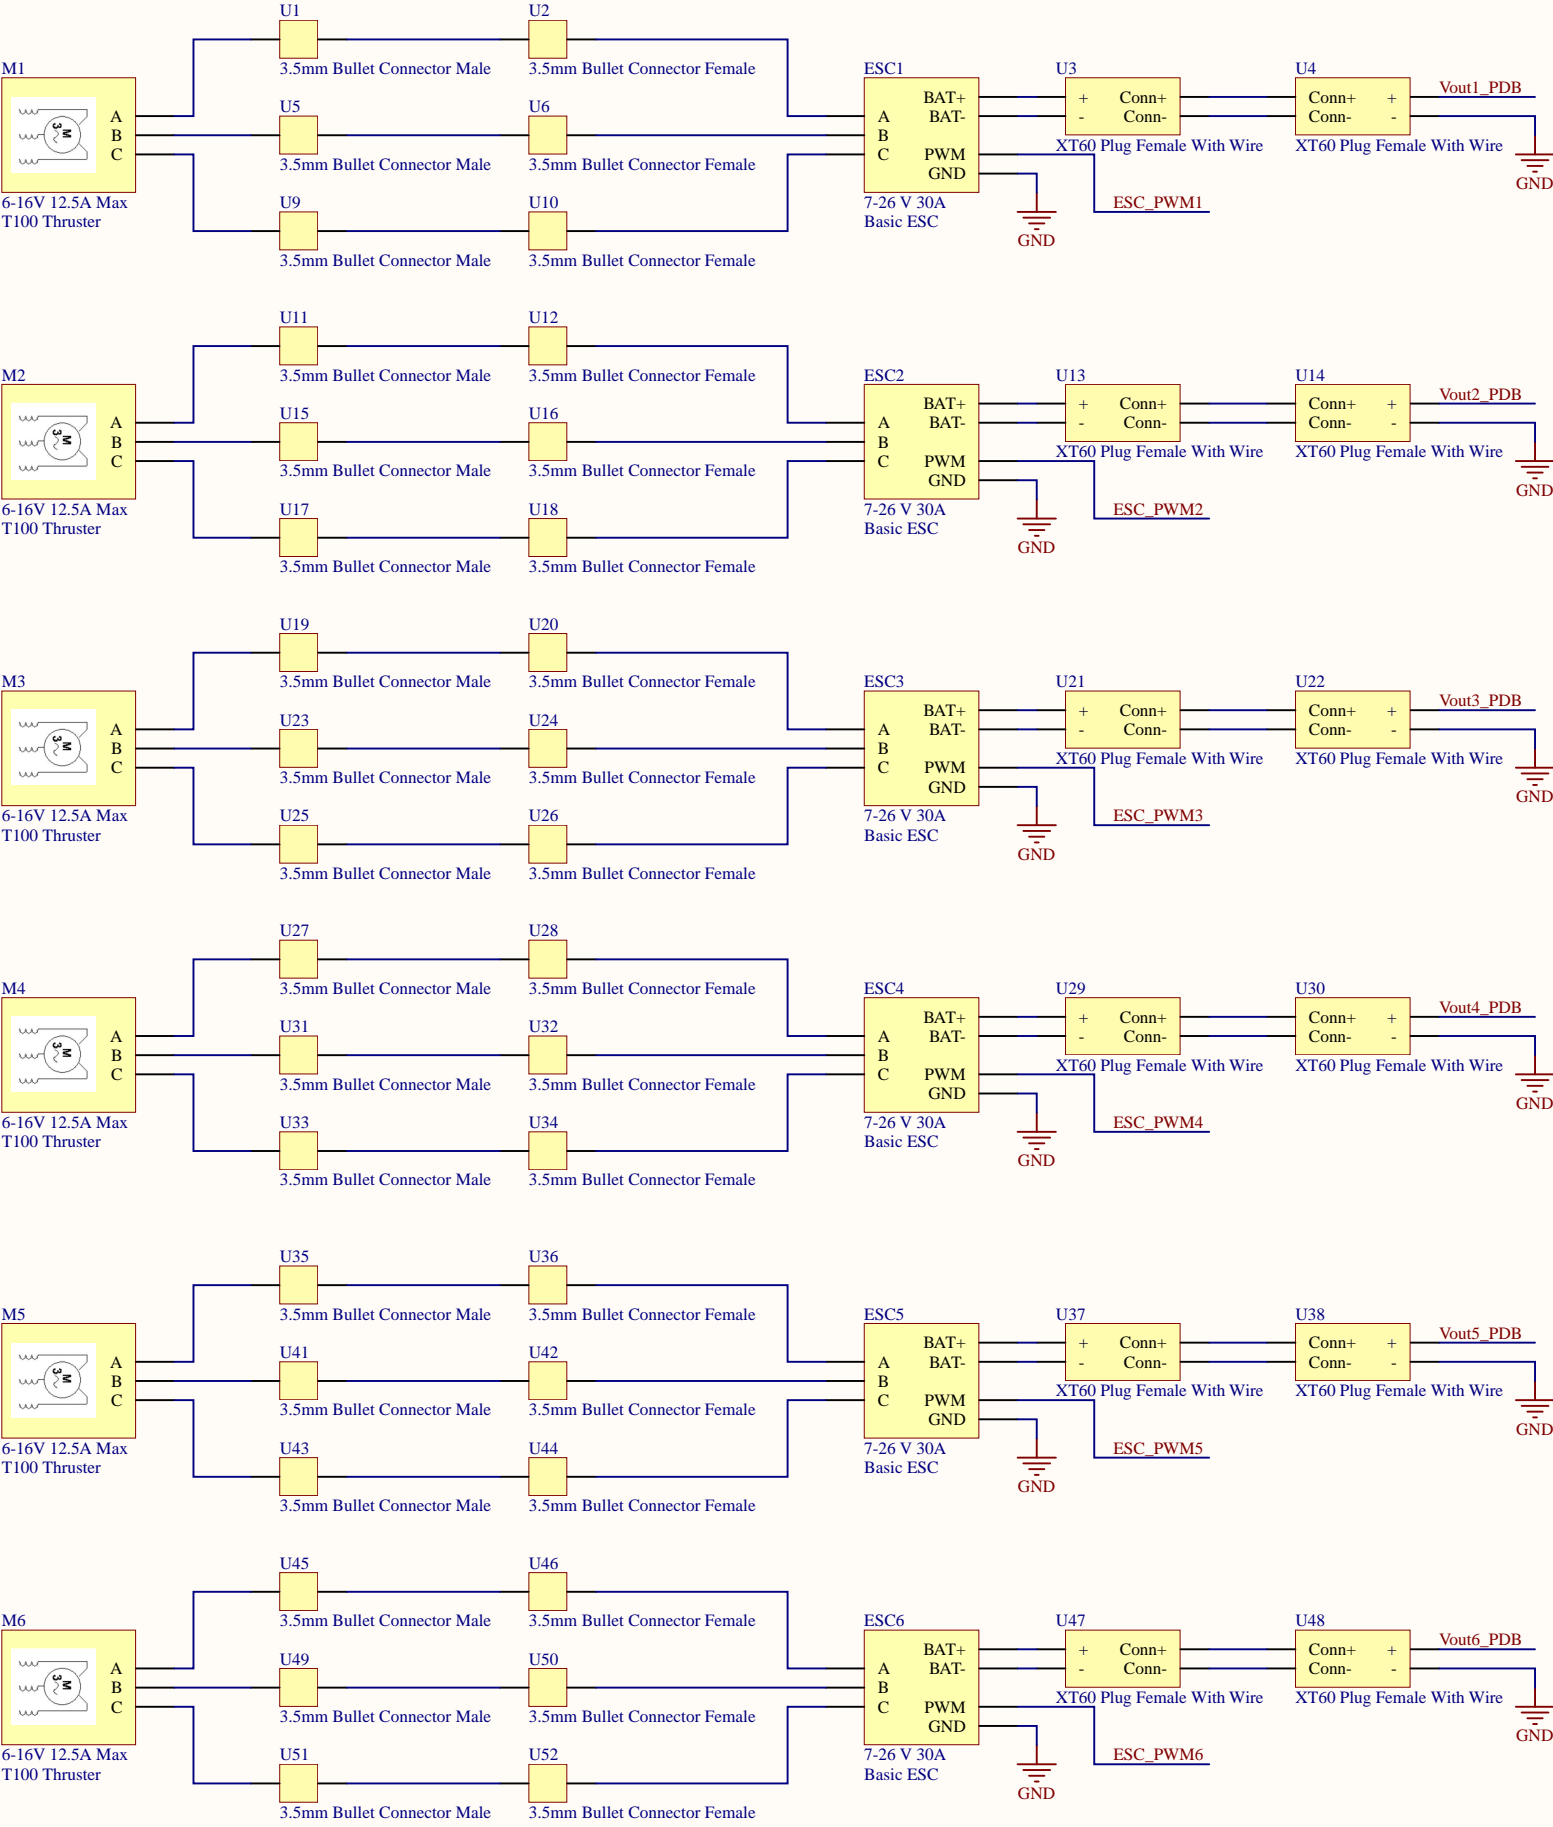 U1
U2
3.5mm Bullet Connector Male
3.5mm Bullet Connector Female
M1
A
B
C
M
3
6-16V 12.5A Max
T100 Thruster
U5
U6
3.5mm Bullet Connector Male
3.5mm Bullet Connector Female
U9
U10
3.5mm Bullet Connector Male
3.5mm Bullet Connector Female
ESC1
A
B
C
BAT+
BAT-
PWM
GND
7-26 V 30A
Basic ESC
GND
ESC_PWM1
U3
+ Conn+
- Conn-
XT60 Plug Female With Wire
U4
Conn+ +
Conn- -
XT60 Plug Female With Wire
Vout1_PDB
GND
U11
U12
3.5mm Bullet Connector Male
3.5mm Bullet Connector Female
M2
A
B
C
M
3
6-16V 12.5A Max
T100 Thruster
U15
U16
3.5mm Bullet Connector Male
3.5mm Bullet Connector Female
U17
U18
3.5mm Bullet Connector Male
3.5mm Bullet Connector Female
ESC2
A
B
C
BAT+
BAT-
PWM
GND
7-26 V 30A
Basic ESC
GND
ESC_PWM2
U13
+ Conn+
- Conn-
XT60 Plug Female With Wire
U14
Conn+ +
Conn- -
XT60 Plug Female With Wire
Vout2_PDB
GND
U19
U20
3.5mm Bullet Connector Male
3.5mm Bullet Connector Female
M3
A
B
C
M
3
6-16V 12.5A Max
T100 Thruster
U23
U24
3.5mm Bullet Connector Male
3.5mm Bullet Connector Female
U25
U26
3.5mm Bullet Connector Male
3.5mm Bullet Connector Female
ESC3
A
B
C
BAT+
BAT-
PWM
GND
7-26 V 30A
Basic ESC
GND
ESC_PWM3
U21
+ Conn+
- Conn-
XT60 Plug Female With Wire
U22
Conn+ +
Conn- -
XT60 Plug Female With Wire
Vout3_PDB
GND
U27
U28
3.5mm Bullet Connector Male
3.5mm Bullet Connector Female
M4
A
B
C
M
3
6-16V 12.5A Max
T100 Thruster
U31
U32
3.5mm Bullet Connector Male
3.5mm Bullet Connector Female
U33
U34
3.5mm Bullet Connector Male
3.5mm Bullet Connector Female
ESC4
A
B
C
BAT+
BAT-
PWM
GND
7-26 V 30A
Basic ESC
GND
ESC_PWM4
U29
+ Conn+
- Conn-
XT60 Plug Female With Wire
U30
Conn+ +
Conn- -
XT60 Plug Female With Wire
Vout4_PDB
GND
U35
U36
3.5mm Bullet Connector Male
3.5mm Bullet Connector Female
M5
A
B
C
M
3
6-16V 12.5A Max
T100 Thruster
U41
U42
3.5mm Bullet Connector Male
3.5mm Bullet Connector Female
U43
U44
3.5mm Bullet Connector Male
3.5mm Bullet Connector Female
ESC5
A
B
C
BAT+
BAT-
PWM
GND
7-26 V 30A
Basic ESC
GND
ESC_PWM5
U37
+ Conn+
- Conn-
XT60 Plug Female With Wire
U38
Conn+ +
Conn- -
XT60 Plug Female With Wire
Vout5_PDB
GND
U45
U46
3.5mm Bullet Connector Male
3.5mm Bullet Connector Female
M6
A
B
C
M
3
6-16V 12.5A Max
T100 Thruster
U49
U50
3.5mm Bullet Connector Male
3.5mm Bullet Connector Female
U51
U52
3.5mm Bullet Connector Male
3.5mm Bullet Connector Female
ESC6
A
B
C
BAT+
BAT-
PWM
GND
7-26 V 30A
Basic ESC
GND
ESC_PWM6
U47
+ Conn+
- Conn-
XT60 Plug Female With Wire
U48
Conn+ +
Conn- -
XT60 Plug Female With Wire
Vout6_PDB
GND